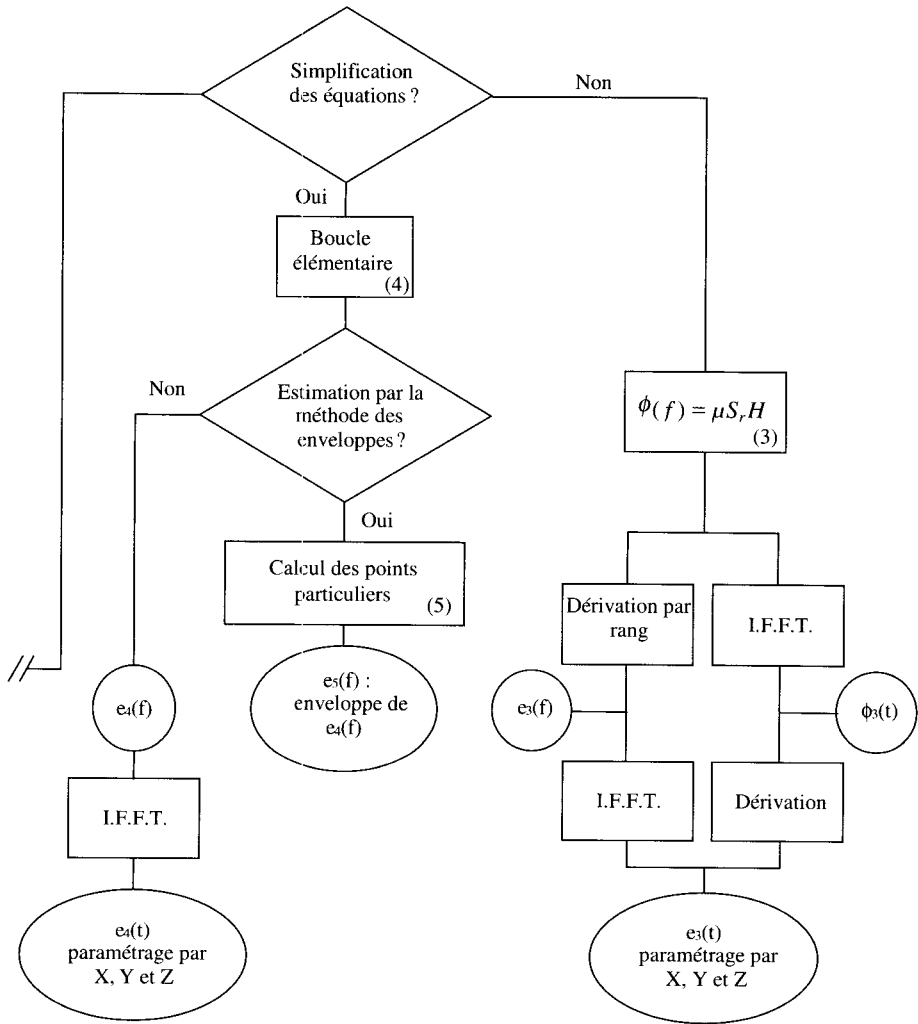 Simplification
des équations ?
Non
Oui
Boucle
élémentaire
(4)
Non
Estimation par la
méthode des
enveloppes ?
ϕ(f) = μSᵣH
(3)
Oui
Calcul des points
particuliers
(5)
Dérivation par
rang
I.F.F.T.
e₄(f)
e₅(f) :
enveloppe de
e₄(f)
e₃(f)
ϕ₃(t)
I.F.F.T.
I.F.F.T.
Dérivation
e₄(t)
paramétrage par
X, Y et Z
e₃(t)
paramétrage par
X, Y et Z